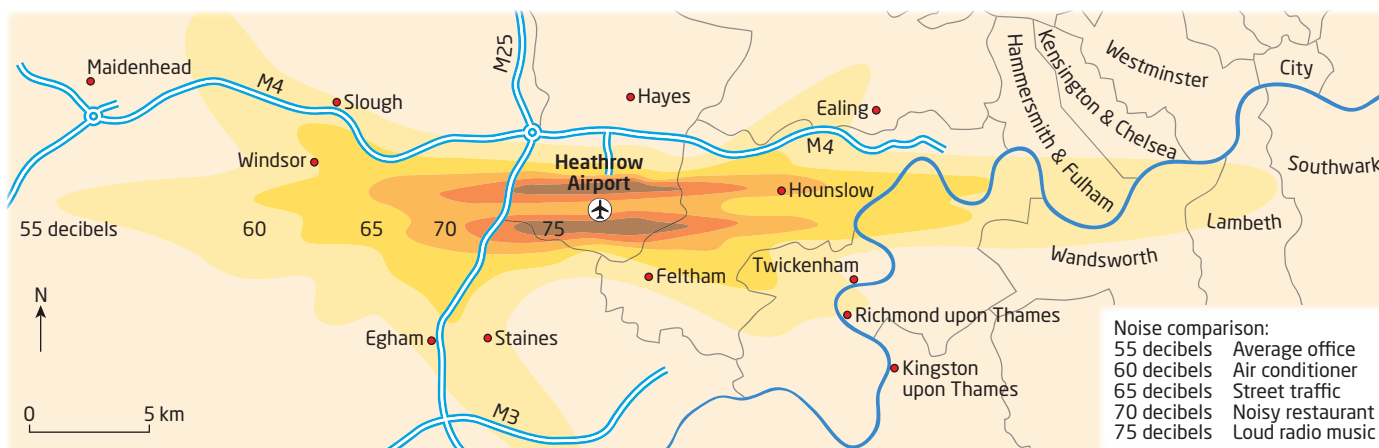 Maidenhead
M4
Slough
M25
Hayes
Ealing
Hammersmith & Fulham
Kensington & Chelsea
Westminster
City
Windsor
Heathrow
Airport
M4
Hounslow
Southwark
55 decibels
60
65
70
75
Lambeth
Wandsworth
Feltham
Twickenham
N
Egham
Staines
Richmond upon Thames
Kingston
upon Thames
0 5 km
M3
Noise comparison:
55 decibels Average office
60 decibels Air conditioner
65 decibels Street traffic
70 decibels Noisy restaurant
75 decibels Loud radio music